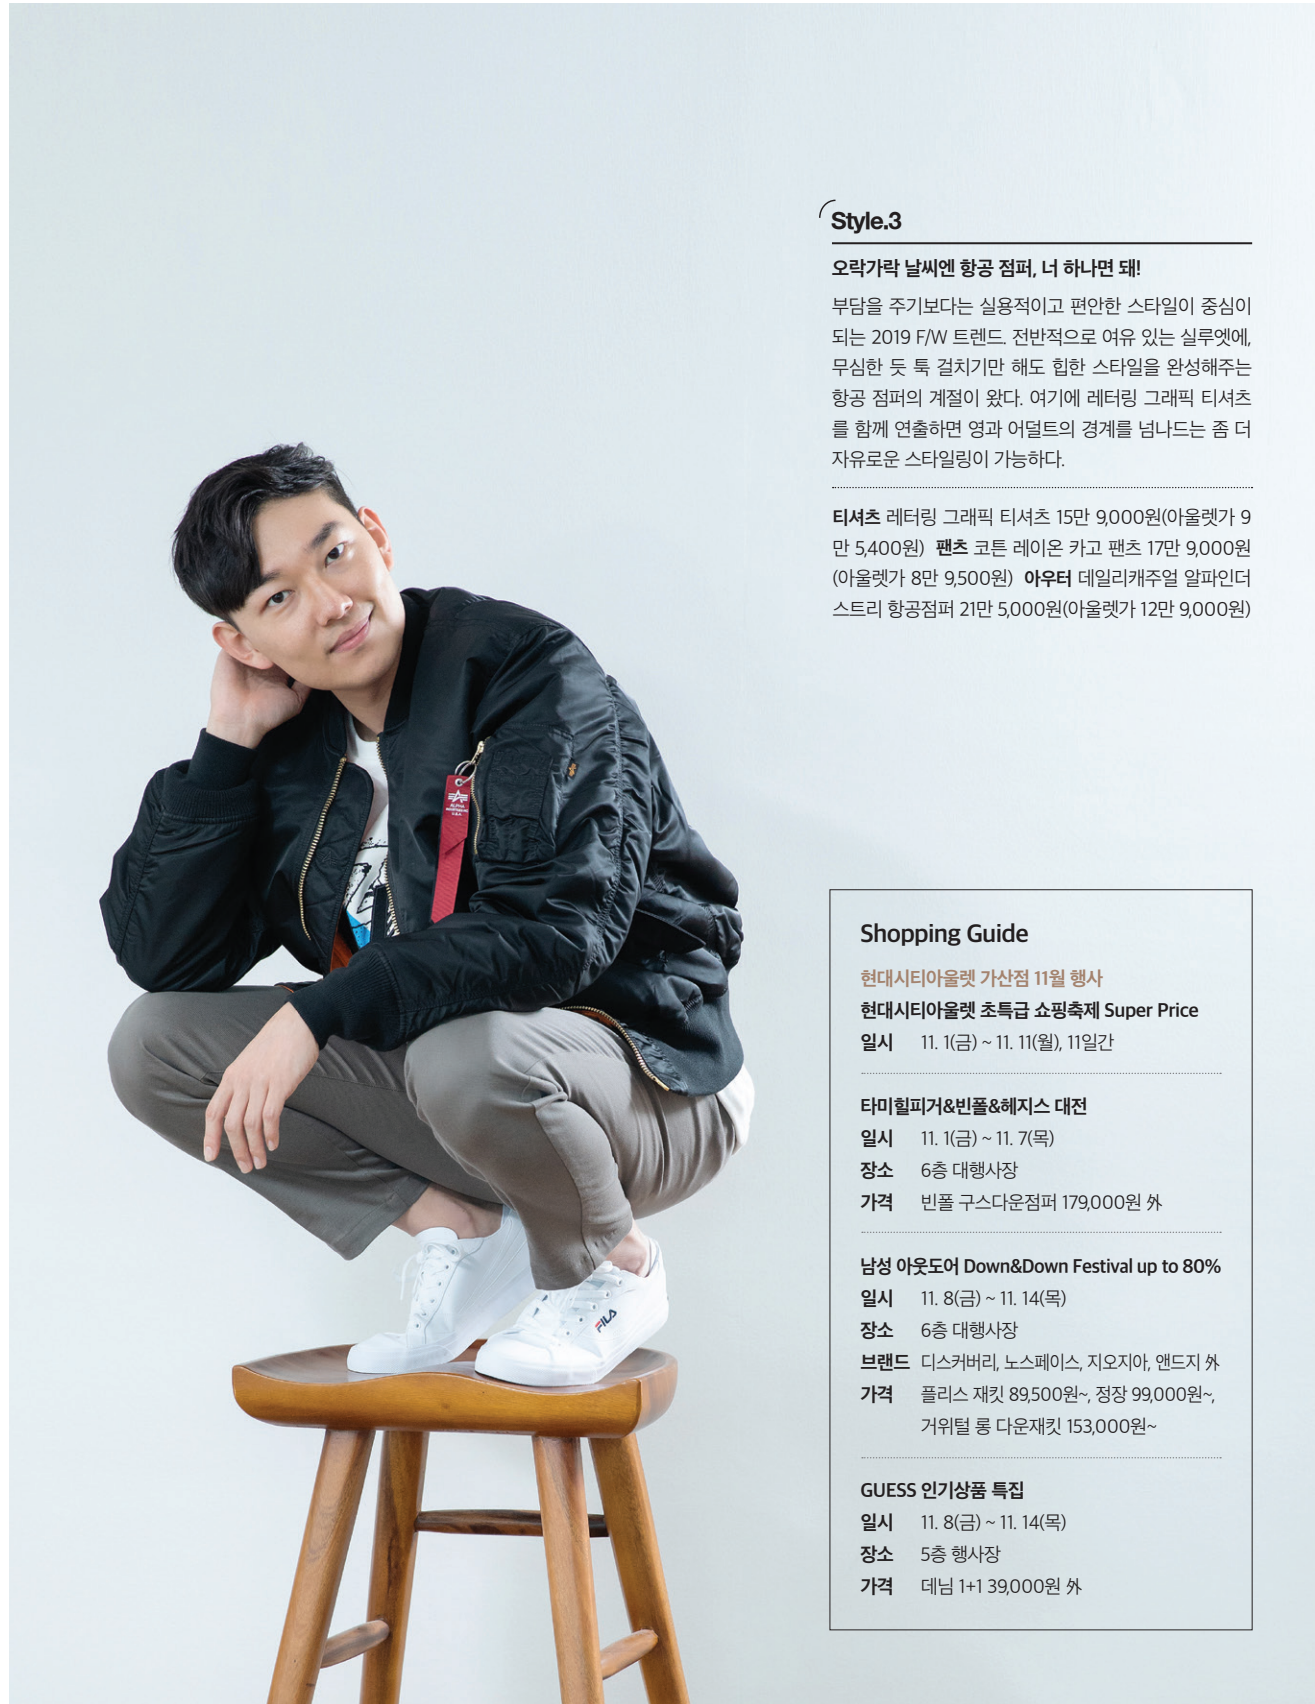 Style.3
오락가락 날씨엔 항공 점퍼, 너 하나면 돼!
부담을 주기보다는 실용적이고 편안한 스타일이 중심이
되는 2019 F/W 트렌드. 전반적으로 여유 있는 실루엣에,
무심한 듯 툭 걸치기만 해도 힙한 스타일을 완성해주는
항공 점퍼의 계절이 왔다. 여기에 레터링 그래픽 티셔츠
를 함께 연출하면 영과 어덜트의 경계를 넘나드는 좀 더
자유로운 스타일링이 가능하다.
티셔츠 레터링 그래픽 티셔츠 15만 9,000원(아울렛가 9
만 5,400원) 팬츠 코튼 레이온 카고 팬츠 17만 9,000원
(아울렛가 8만 9,500원) 아우터 데일리캐주얼 알파인더
스트리 항공점퍼 21만 5,000원(아울렛가 12만 9,000원)
ALPHA
INDUSTRIES INC.
U.S.A.
FILA
Shopping Guide
현대시티아울렛 가산점 11월 행사
현대시티아울렛 초특급 쇼핑축제 Super Price
일시 11. 1(금) ~ 11. 11(월), 11일간
타미힐피거&빈폴&헤지스 대전
일시 11. 1(금) ~ 11. 7(목)
장소 6층 대행사장
가격 빈폴 구스다운점퍼 179,000원 外
남성 아웃도어 Down&Down Festival up to 80%
일시 11. 8(금) ~ 11. 14(목)
장소 6층 대행사장
브랜드 디스커버리, 노스페이스, 지오지아, 앤드지 外
가격 플리스 재킷 89,500원~, 정장 99,000원~,
거위털 롱 다운재킷 153,000원~
GUESS 인기상품 특집
일시 11. 8(금) ~ 11. 14(목)
장소 5층 행사장
가격 데님 1+1 39,000원 外